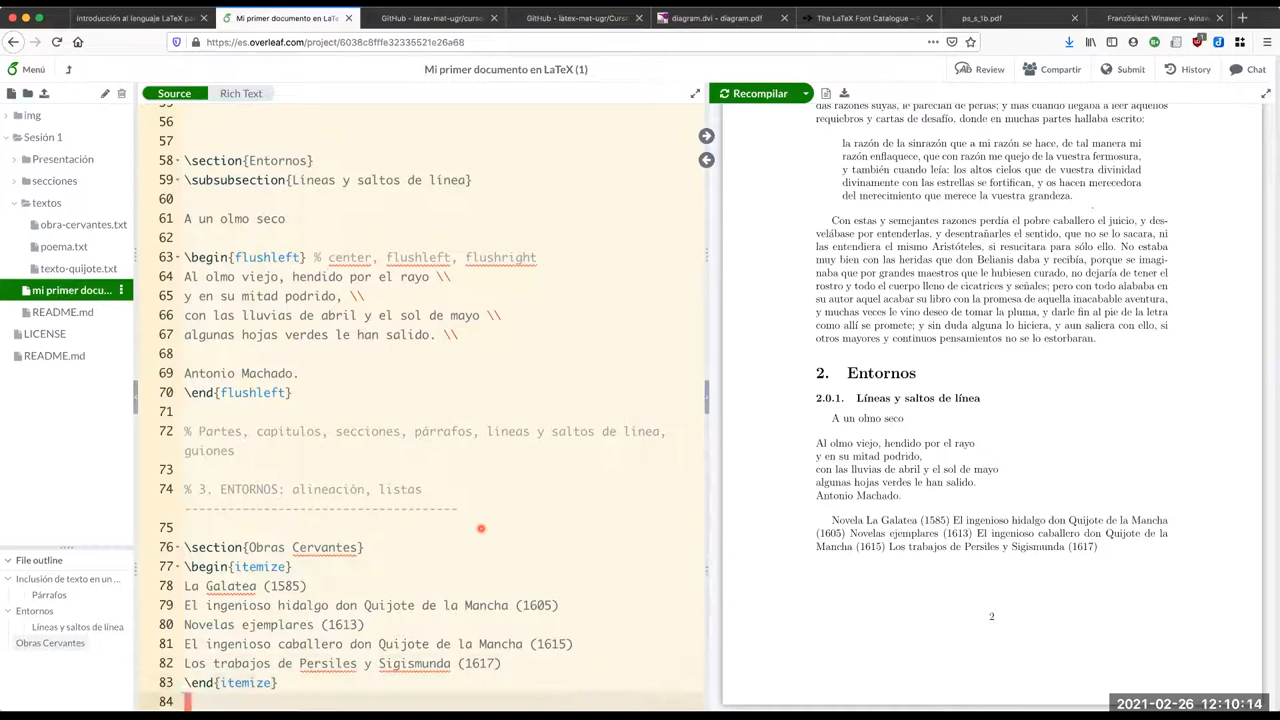 Introducción al lenguaje LaTeX pa
Mi primer documento en LaTe
GitHub - latex-mat-ugr/curso
GitHub - latex-mat-ugr/Curso
diagram.dvi - diagram.pdf
The LaTeX Font Catalogue –
ps_s_1b.pdf
Französisch Winawer - winaw
https://es.overleaf.com/project/6038c8fffe32335521e26a68
Menú
Mi primer documento en LaTeX (1)
Review
Compartir
Submit
History
Chat
Source
Rich Text
Recompilar
img
Sesión 1
Presentación
secciones
textos
obra-cervantes.txt
poema.txt
texto-quijote.txt
mi primer docu...
README.md
LICENSE
README.md
File outline
Inclusión de texto en un ...
Párrafos
Entornos
Líneas y saltos de línea
Obras Cervantes
55
56
57
58 \section{Entornos}
59 \subsubsection{Líneas y saltos de línea}
60
61 A un olmo seco
62
63 \begin{flushleft} % center, flushleft, flushright
64 Al olmo viejo, hendido por el rayo \\
65 y en su mitad podrido, \\
66 con las lluvias de abril y el sol de mayo \\
67 algunas hojas verdes le han salido. \\
68
69 Antonio Machado.
70 \end{flushleft}
71
72 % Partes, capítulos, secciones, párrafos, líneas y saltos de línea,
guiones
73
74 % 3. ENTORNOS: alineación, listas
--------------------------------------
75
76 \section{Obras Cervantes}
77 \begin{itemize}
78 La Galatea (1585)
79 El ingenioso hidalgo don Quijote de la Mancha (1605)
80 Novelas ejemplares (1613)
81 El ingenioso caballero don Quijote de la Mancha (1615)
82 Los trabajos de Persiles y Sigismunda (1617)
83 \end{itemize}
84
das razones suyas, le parecían de perlas; y más cuando llegaba a leer aquellos
requiebros y cartas de desafío, donde en muchas partes hallaba escrito:
la razón de la sinrazón que a mi razón se hace, de tal manera mi
razón enflaquece, que con razón me quejo de la vuestra fermosura,
y también cuando leía: los altos cielos que de vuestra divinidad
divinamente con las estrellas se fortifican, y os hacen merecedora
del merecimiento que merece la vuestra grandeza.
Con estas y semejantes razones perdía el pobre caballero el juicio, y des-
velábase por entenderlas, y desentrañarles el sentido, que no se lo sacara, ni
las entendiera el mismo Aristóteles, si resucitara para sólo ello. No estaba
muy bien con las heridas que don Belianis daba y recibía, porque se imagi-
naba que por grandes maestros que le hubiesen curado, no dejaría de tener el
rostro y todo el cuerpo lleno de cicatrices y señales; pero con todo alababa en
su autor aquel acabar su libro con la promesa de aquella inacabable aventura,
y muchas veces le vino deseo de tomar la pluma, y darle fin al pie de la letra
como allí se promete; y sin duda alguna lo hiciera, y aun saliera con ello, si
otros mayores y continuos pensamientos no se lo estorbaran.
2. Entornos
2.0.1. Líneas y saltos de línea
A un olmo seco
Al olmo viejo, hendido por el rayo
y en su mitad podrido,
con las lluvias de abril y el sol de mayo
algunas hojas verdes le han salido.
Antonio Machado.
Novela La Galatea (1585) El ingenioso hidalgo don Quijote de la Mancha
(1605) Novelas ejemplares (1613) El ingenioso caballero don Quijote de la
Mancha (1615) Los trabajos de Persiles y Sigismunda (1617)
2
2021-02-26 12:10:14